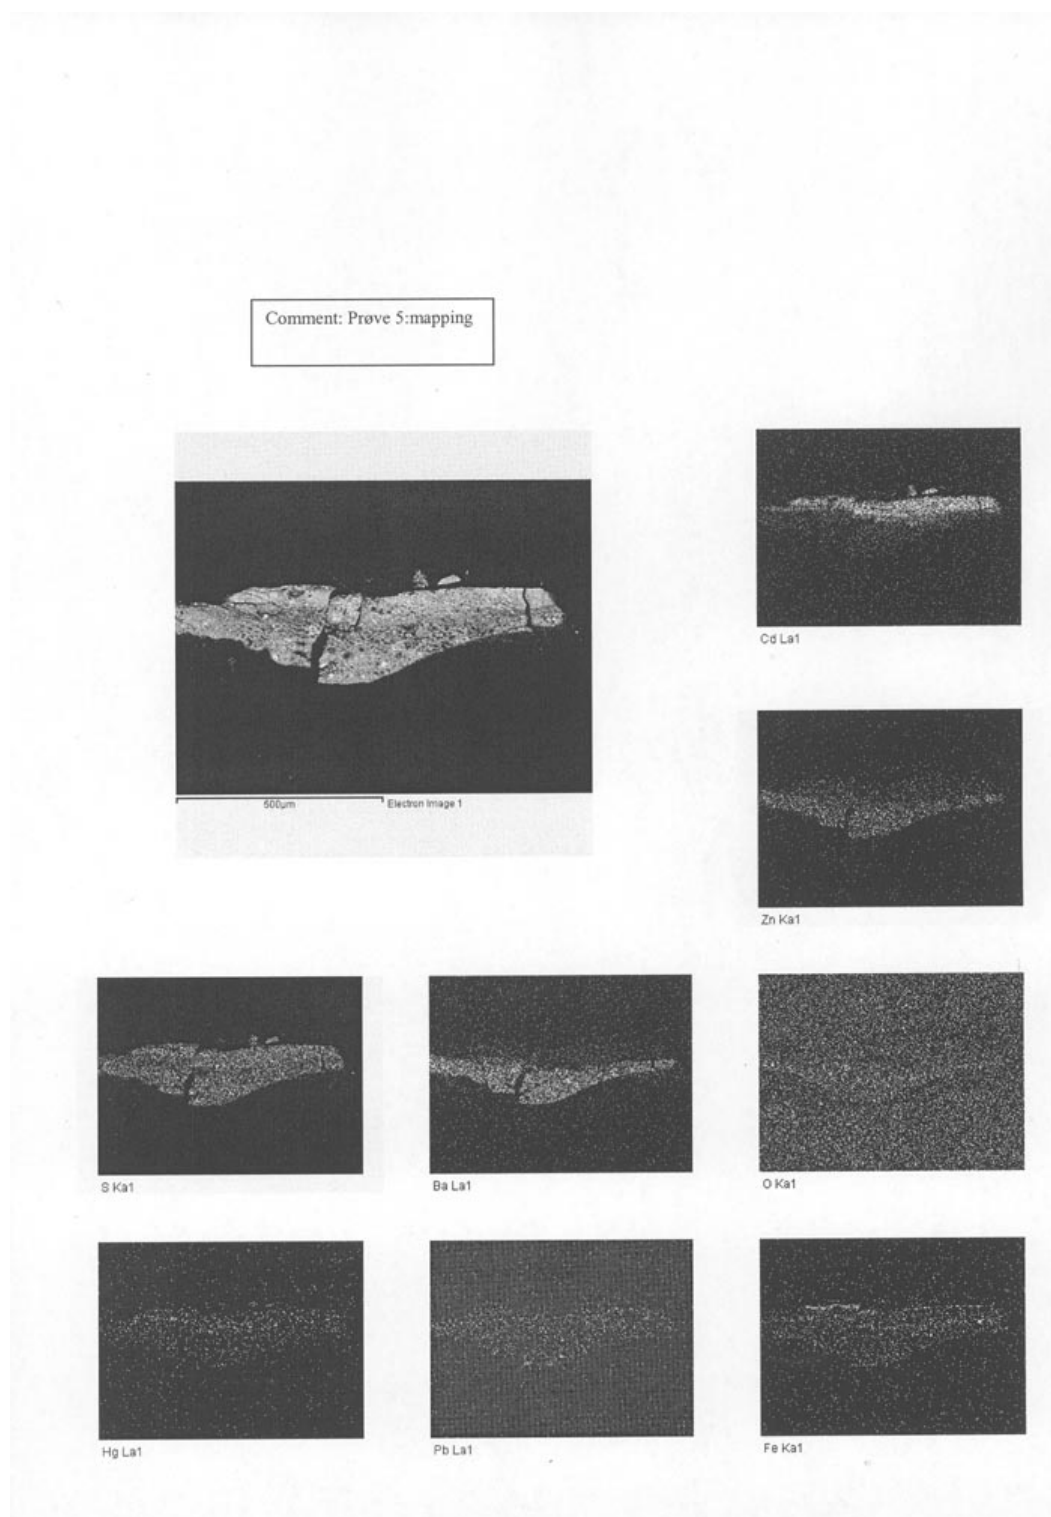 Comment: Prøve 5:mapping
Cd La1
500µm
Electron Image 1
Zn Ka1
S Ka1
Ba La1
O Ka1
Hg La1
Pb La1
Fe Ka1